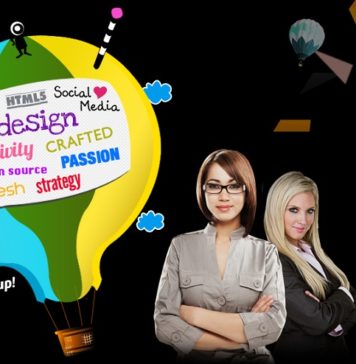 HTML5 Social
Media
design
ivity CRAFTED
n source PASSION
esh strategy
up!